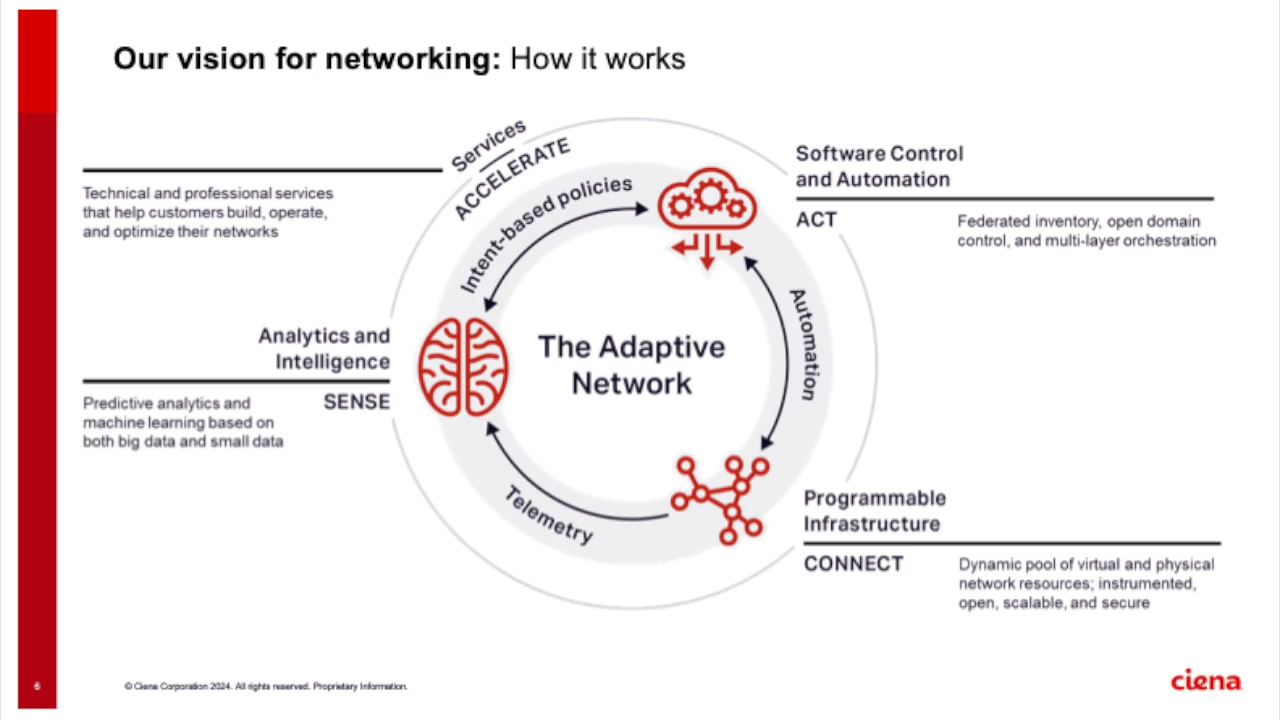 Our vision for networking: How it works
Services
ACCELERATE
Technical and professional services
that help customers build, operate,
and optimize their networks
Intent-based policies
Software Control
and Automation
ACT
Federated inventory, open domain
control, and multi-layer orchestration
Automation
Analytics and
Intelligence
SENSE
Predictive analytics and
machine learning based on
both big data and small data
The Adaptive
Network
Telemetry
Programmable
Infrastructure
CONNECT
Dynamic pool of virtual and physical
network resources; instrumented,
open, scalable, and secure
6
© Ciena Corporation 2024. All rights reserved. Proprietary Information.
ciena